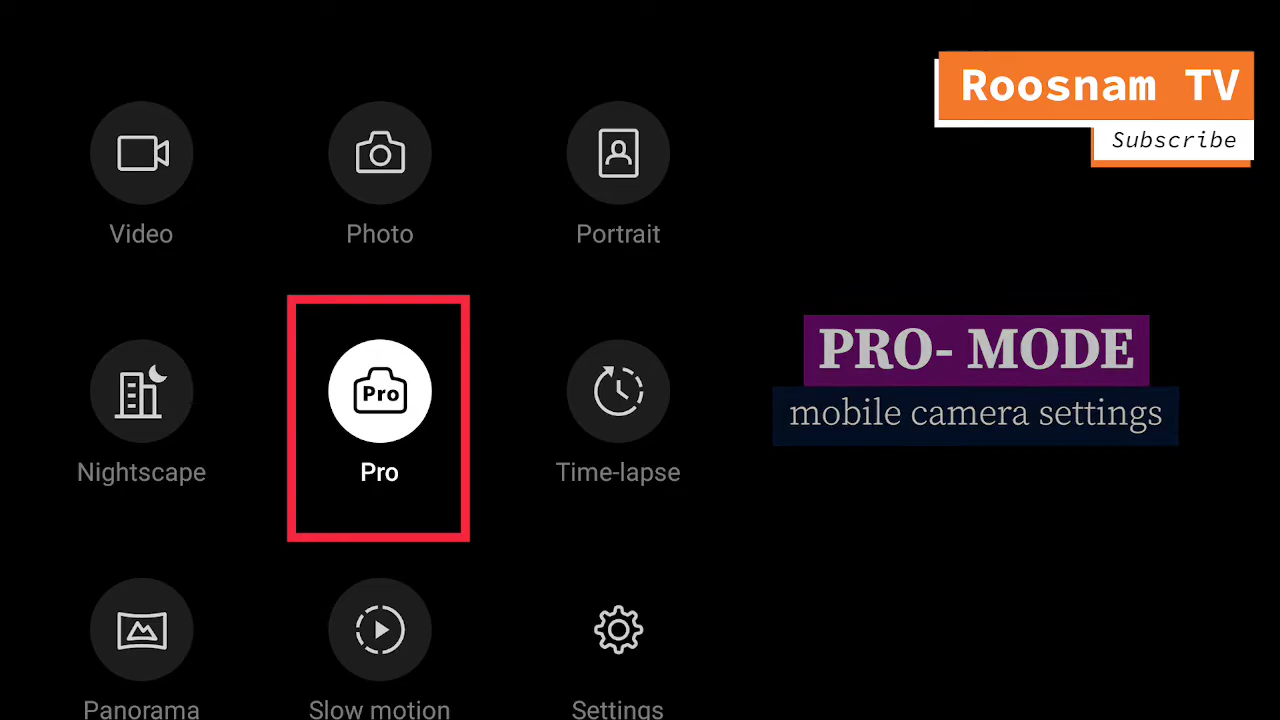 Roosnam TV
Subscribe
Video
Photo
Portrait
PRO- MODE
mobile camera settings
Pro
Nightscape
Pro
Time-lapse
Panorama
Slow motion
Settings